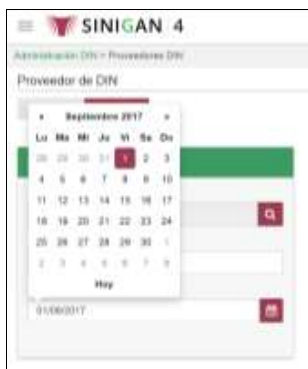 SINIGAN 4
Administración DIN > Proveedores DIN
Proveedor de DIN
« Septiembre 2017 »
Lu Ma Mi Ju Vi Sa Do
28 29 30 31 1 2 3
4 5 6 7 8 9 10
11 12 13 14 15 16 17
18 19 20 21 22 23 24
25 26 27 28 29 30 1
2 3 4 5 6 7 8
Hoy
01/09/2017